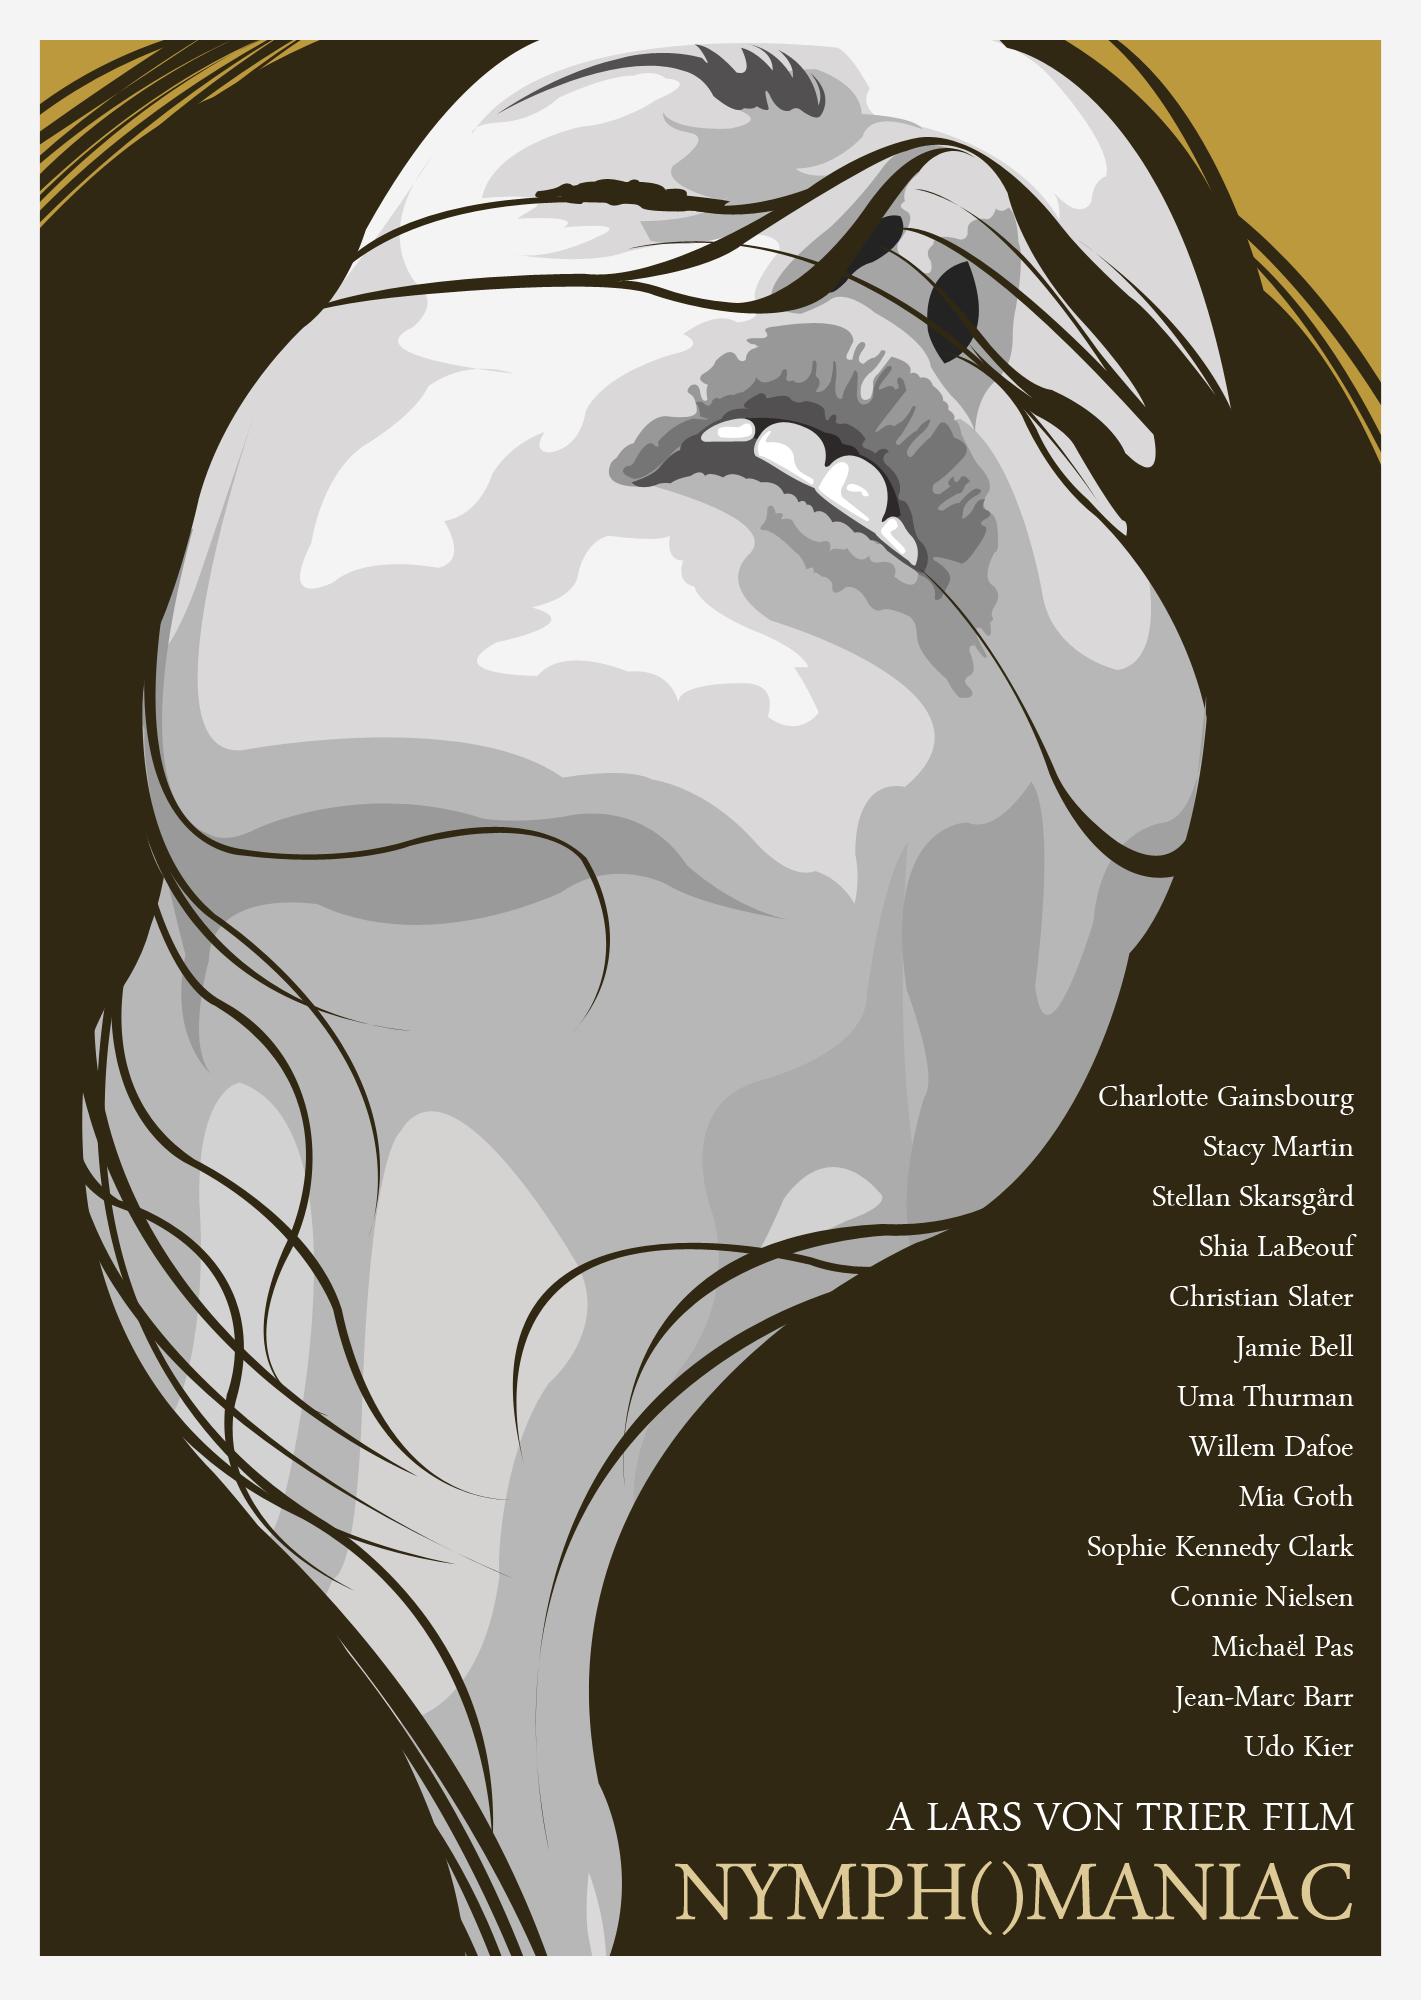 Charlotte Gainsbourg
Stacy Martin
Stellan Skarsgård
Shia LaBeouf
Christian Slater
Jamie Bell
Uma Thurman
Willem Dafoe
Mia Goth
Sophie Kennedy Clark
Connie Nielsen
Michaël Pas
Jean-Marc Barr
Udo Kier
A LARS VON TRIER FILM
NYMPH()MANIAC